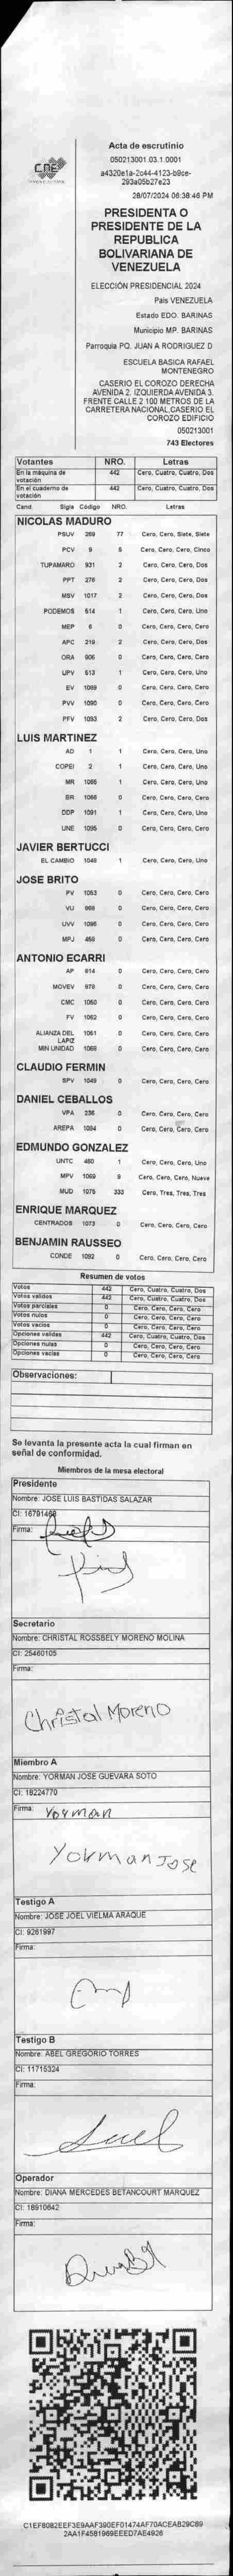 CNE
Acta de escrutinio
050213001.03.1.0001
a4320e1a-2c44-4123-b9ce-
293a05b27e23
28/07/2024 06:38:46 PM
PRESIDENTA O
PRESIDENTE DE LA
REPUBLICA
BOLIVARIANA DE
VENEZUELA
ELECCIÓN PRESIDENCIAL 2024
Pais VENEZUELA
Estado EDO. BARINAS
Municipio MP. BARINAS
Parroquia PQ. JUAN A RODRIGUEZ D
ESCUELA BASICA RAFAEL
MONTENEGRO
CASERIO EL COROZO DERECHA
AVENIDA 2. IZQUIERDA AVENIDA 3.
FRENTE CALLE 2 100 METROS DE LA
CARRETERA NACIONAL.CASERIO EL
COROZO EDIFICIO
050213001
743 Electores
Votantes NRO. Letras
En la máquina de votación 442 Cero, Cuatro, Cuatro, Dos
En el cuaderno de votación 442 Cero, Cuatro, Cuatro, Dos
Cand. Sigla Código NRO. Letras
NICOLAS MADURO
PSUV 269 77 Cero, Cero, Siete, Siete
PCV 9 5 Cero, Cero, Cero, Cinco
TUPAMARO 931 2 Cero, Cero, Cero, Dos
PPT 276 2 Cero, Cero, Cero, Dos
MSV 1017 2 Cero, Cero, Cero, Dos
PODEMOS 514 1 Cero, Cero, Cero, Uno
MEP 6 0 Cero, Cero, Cero, Cero
APC 219 2 Cero, Cero, Cero, Dos
ORA 906 0 Cero, Cero, Cero, Cero
UPV 513 1 Cero, Cero, Cero, Uno
EV 1089 0 Cero, Cero, Cero, Cero
PVV 1090 0 Cero, Cero, Cero, Cero
PFV 1093 2 Cero, Cero, Cero, Dos
LUIS MARTINEZ
AD 1 1 Cero, Cero, Cero, Uno
COPEI 2 1 Cero, Cero, Cero, Uno
MR 1065 1 Cero, Cero, Cero, Uno
BR 1066 0 Cero, Cero, Cero, Cero
DDP 1091 1 Cero, Cero, Cero, Uno
UNE 1095 0 Cero, Cero, Cero, Cero
JAVIER BERTUCCI
EL CAMBIO 1048 1 Cero, Cero, Cero, Uno
JOSE BRITO
PV 1053 0 Cero, Cero, Cero, Cero
VU 968 0 Cero, Cero, Cero, Cero
UVV 1096 0 Cero, Cero, Cero, Cero
MPJ 458 0 Cero, Cero, Cero, Cero
ANTONIO ECARRI
AP 814 0 Cero, Cero, Cero, Cero
MOVEV 978 0 Cero, Cero, Cero, Cero
CMC 1050 0 Cero, Cero, Cero, Cero
FV 1062 0 Cero, Cero, Cero, Cero
ALIANZA DEL LAPIZ 1061 0 Cero, Cero, Cero, Cero
MIN UNIDAD 1068 0 Cero, Cero, Cero, Cero
CLAUDIO FERMIN
SPV 1049 0 Cero, Cero, Cero, Cero
DANIEL CEBALLOS
VPA 236 0 Cero, Cero, Cero, Cero
AREPA 1094 0 Cero, Cero, Cero, Cero
EDMUNDO GONZALEZ
UNTC 460 1 Cero, Cero, Cero, Uno
MPV 1069 9 Cero, Cero, Cero, Nueve
MUD 1075 333 Cero, Tres, Tres, Tres
ENRIQUE MARQUEZ
CENTRADOS 1073 0 Cero, Cero, Cero, Cero
BENJAMIN RAUSSEO
CONDE 1092 0 Cero, Cero, Cero, Cero
Resumen de votos
Votos 442 Cero, Cuatro, Cuatro, Dos
Votos validos 442 Cero, Cuatro, Cuatro, Dos
Votos parciales 0 Cero, Cero, Cero, Cero
Votos nulos 0 Cero, Cero, Cero, Cero
Votos vacios 0 Cero, Cero, Cero, Cero
Opciones validas 442 Cero, Cuatro, Cuatro, Dos
Opciones nulas 0 Cero, Cero, Cero, Cero
Opciones vacias 0 Cero, Cero, Cero, Cero
Observaciones:
Se levanta la presente acta la cual firman en
señal de conformidad.
Miembros de la mesa electoral
Presidente
Nombre: JOSE LUIS BASTIDAS SALAZAR
CI: 16791468
Firma:
Secretario
Nombre: CHRISTAL ROSSBELY MORENO MOLINA
CI: 25460105
Firma:
Christal Moreno
Miembro A
Nombre: YORMAN JOSE GUEVARA SOTO
CI: 18224770
Firma: Yorman
Yorman Jose
Testigo A
Nombre: JOSE JOEL VIELMA ARAQUE
CI: 9261997
Firma:
Testigo B
Nombre: ABEL GREGORIO TORRES
CI: 11715324
Firma:
Operador
Nombre: DIANA MERCEDES BETANCOURT MARQUEZ
CI: 18910642
Firma:
C1EF8082EEF3E9AAF390EF01474AF70ACEAB29C89
2AA1F4581969EEED7AE4926